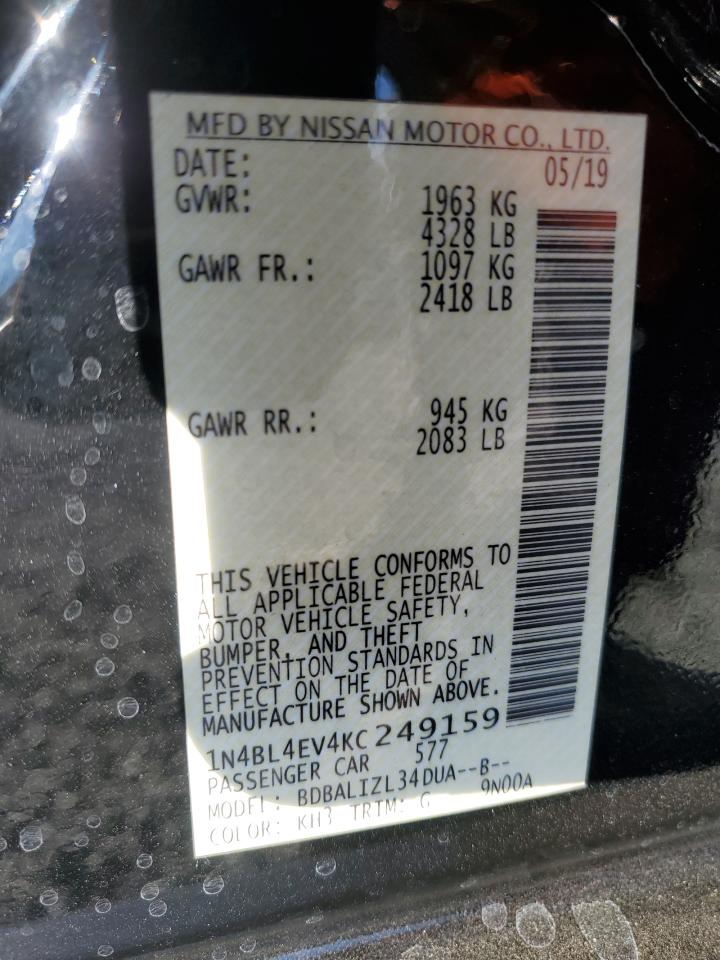 MFD BY NISSAN MOTOR CO., LTD.
DATE: 05/19
GVWR: 1963 KG
4328 LB
GAWR FR.: 1097 KG
2418 LB
GAWR RR.: 945 KG
2083 LB
THIS VEHICLE CONFORMS TO
ALL APPLICABLE FEDERAL
MOTOR VEHICLE SAFETY,
BUMPER, AND THEFT
PREVENTION STANDARDS IN
EFFECT ON THE DATE OF
MANUFACTURE SHOWN ABOVE.
1N4BL4EV4KC249159
PASSENGER CAR 577
MODEL: BDBALIZL34DUA--B--
COLOR: KH3 TRIM: G 9N00A